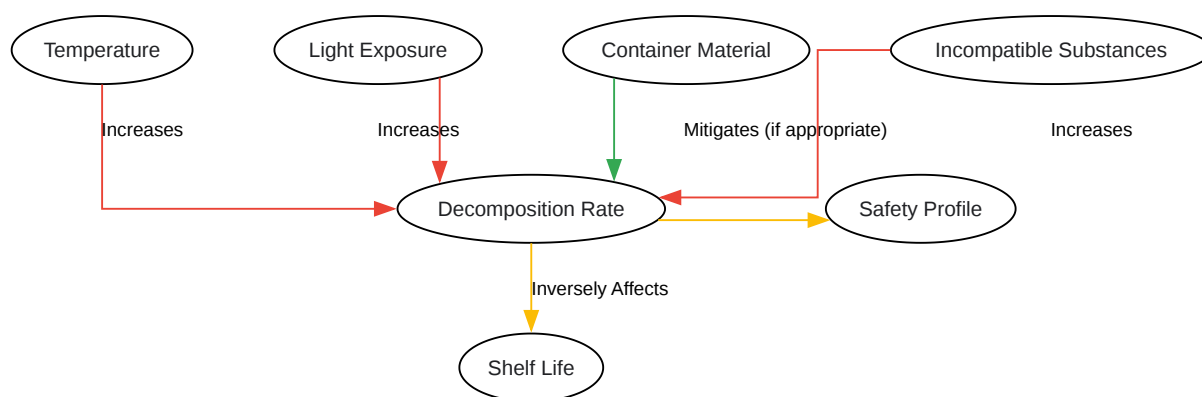 Temperature
Light Exposure
Container Material
Incompatible Substances
Increases
Increases
Mitigates (if appropriate)
Increases
Decomposition Rate
Safety Profile
Inversely Affects
Shelf Life